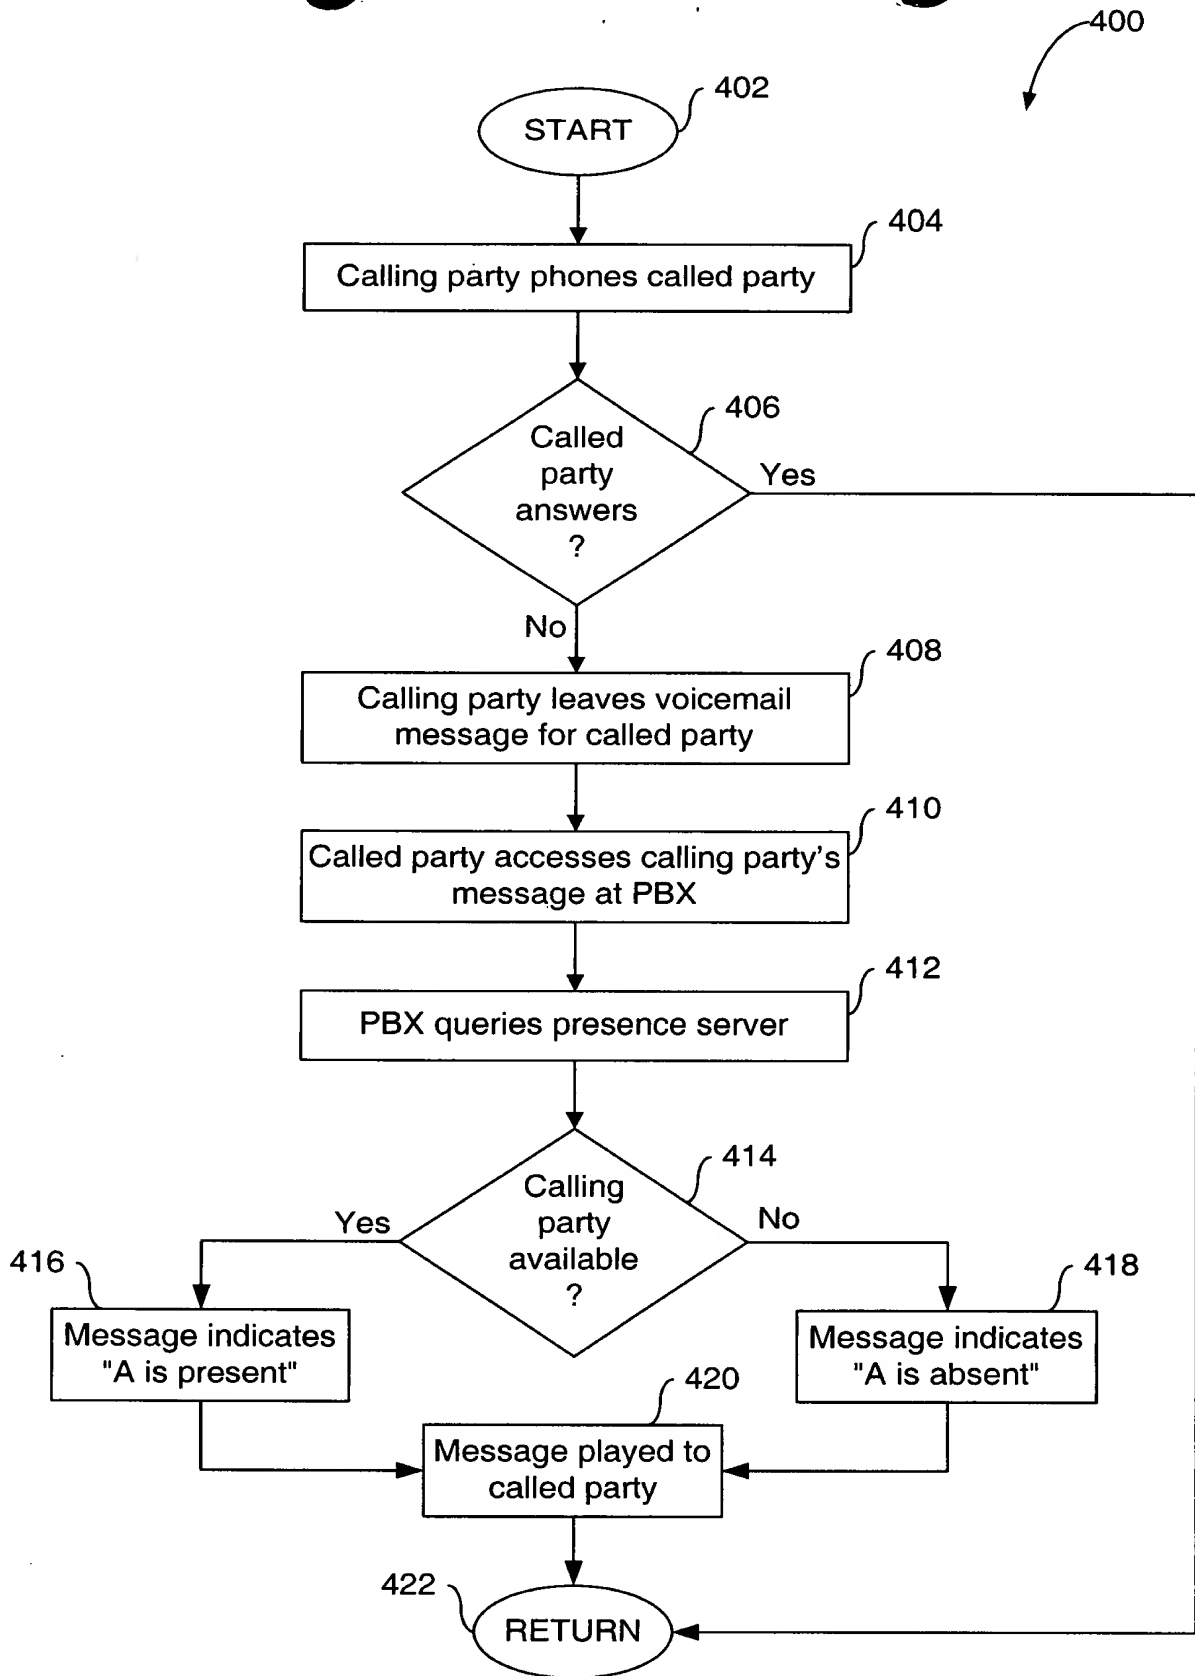 400
402
START
404
Calling party phones called party
406
Called
party
answers
?
Yes
No
408
Calling party leaves voicemail
message for called party
410
Called party accesses calling party's
message at PBX
412
PBX queries presence server
414
Calling
party
available
?
Yes
No
416
Message indicates
"A is present"
418
Message indicates
"A is absent"
420
Message played to
called party
422
RETURN